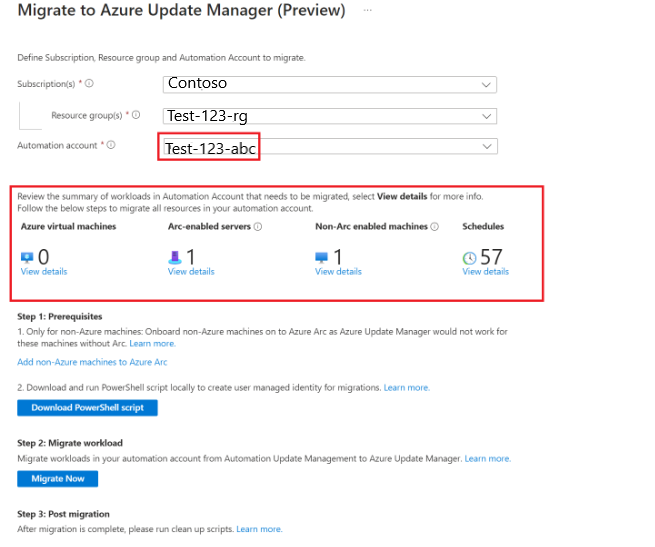 Migrate to Azure Update Manager (Preview) ...
Define Subscription, Resource group and Automation Account to migrate.
Subscription(s) *
Contoso
Resource group(s) *
Test-123-rg
Automation account *
Test-123-abc
Review the summary of workloads in Automation Account that needs to be migrated, select View details for more info.
Follow the below steps to migrate all resources in your automation account.
Azure virtual machines Arc-enabled servers Non-Arc enabled machines Schedules
0 1 1 57
View details View details View details View details
Step 1: Prerequisites
1. Only for non-Azure machines: Onboard non-Azure machines on to Azure Arc as Azure Update Manager would not work for
these machines without Arc. Learn more.
Add non-Azure machines to Azure Arc
2. Download and run PowerShell script locally to create user managed identity for migrations. Learn more.
Download PowerShell script
Step 2: Migrate workload
Migrate workloads in your automation account from Automation Update Management to Azure Update Manager. Learn more.
Migrate Now
Step 3: Post migration
After migration is complete, please run clean up scripts. Learn more.